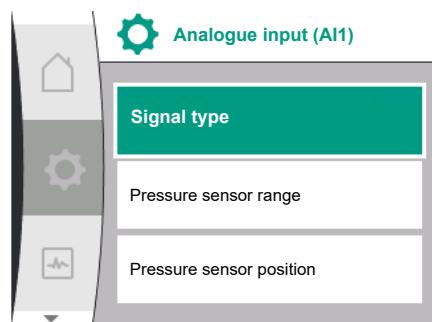 Analogue input (AI1)
Signal type
Pressure sensor range
Pressure sensor position